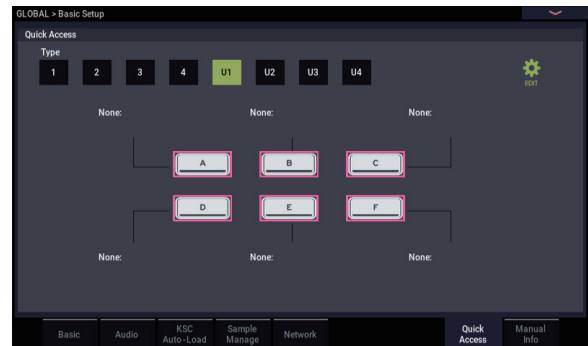 GLOBAL > Basic Setup
Quick Access
Type
1 2 3 4 U1 U2 U3 U4
EDIT
None: None: None:
A B C
D E F
None: None: None:
Basic Audio KSC Auto-Load Sample Manage Network Quick Access Manual Info